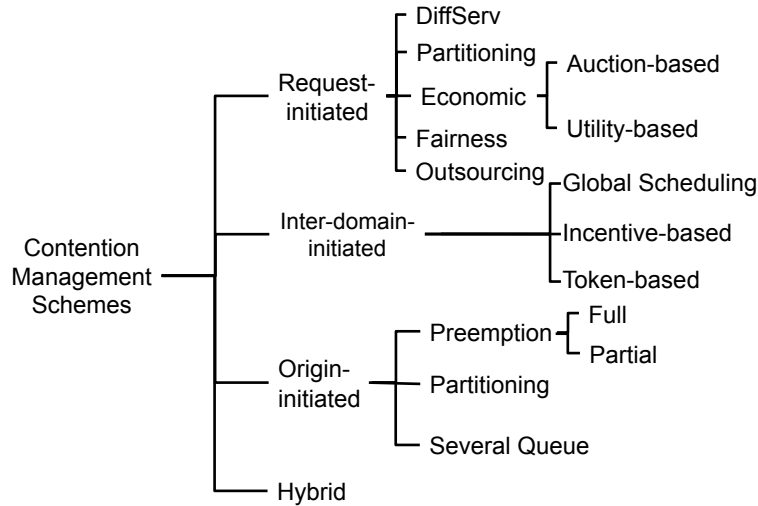 Contention
Management
Schemes
Request-
initiated
DiffServ
Partitioning
Economic
Auction-based
Utility-based
Fairness
Outsourcing
Inter-domain-
initiated
Global Scheduling
Incentive-based
Token-based
Origin-
initiated
Preemption
Full
Partial
Partitioning
Several Queue
Hybrid